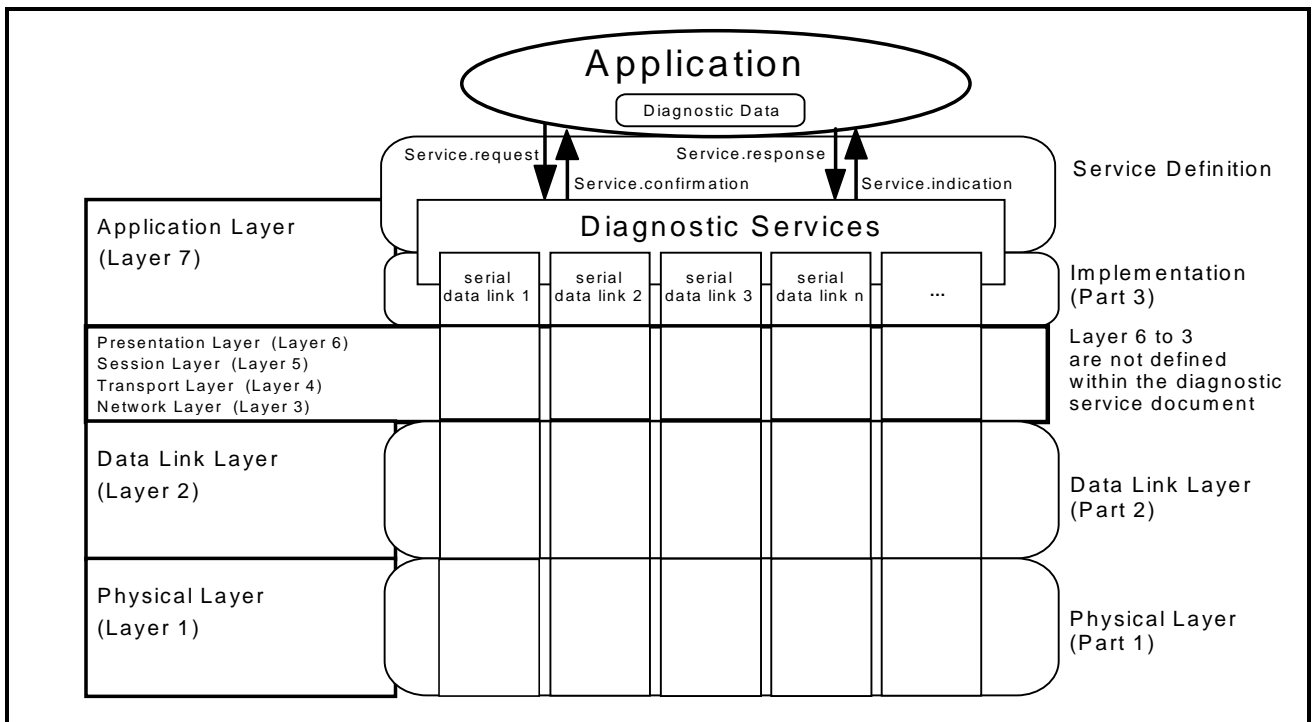 Application
Diagnostic Data
Service.request
Service.response
Service.confirmation
Service.indication
Service Definition
Application Layer
(Layer 7)
Diagnostic Services
serial
data link 1
serial
data link 2
serial
data link 3
serial
data link n
...
Implementation
(Part 3)
Presentation Layer (Layer 6)
Session Layer (Layer 5)
Transport Layer (Layer 4)
Network Layer (Layer 3)
Layer 6 to 3
are not defined
within the diagnostic
service document
Data Link Layer
(Layer 2)
Data Link Layer
(Part 2)
Physical Layer
(Layer 1)
Physical Layer
(Part 1)